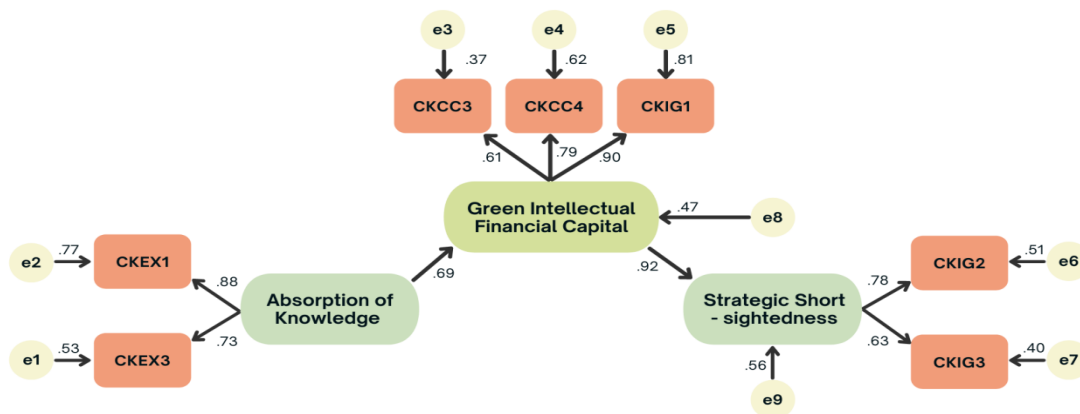 e3
e4
e5
.37
.62
.81
CKCC3
CKCC4
CKIG1
.61
.79
.90
Green Intellectual
Financial Capital
.47
e8
e2
.77
CKEX1
.88
.69
.92
CKIG2
.51
e6
.78
Absorption of
Knowledge
Strategic Short
- sightedness
e1
.53
CKEX3
.73
.63
CKIG3
.40
e7
.56
e9